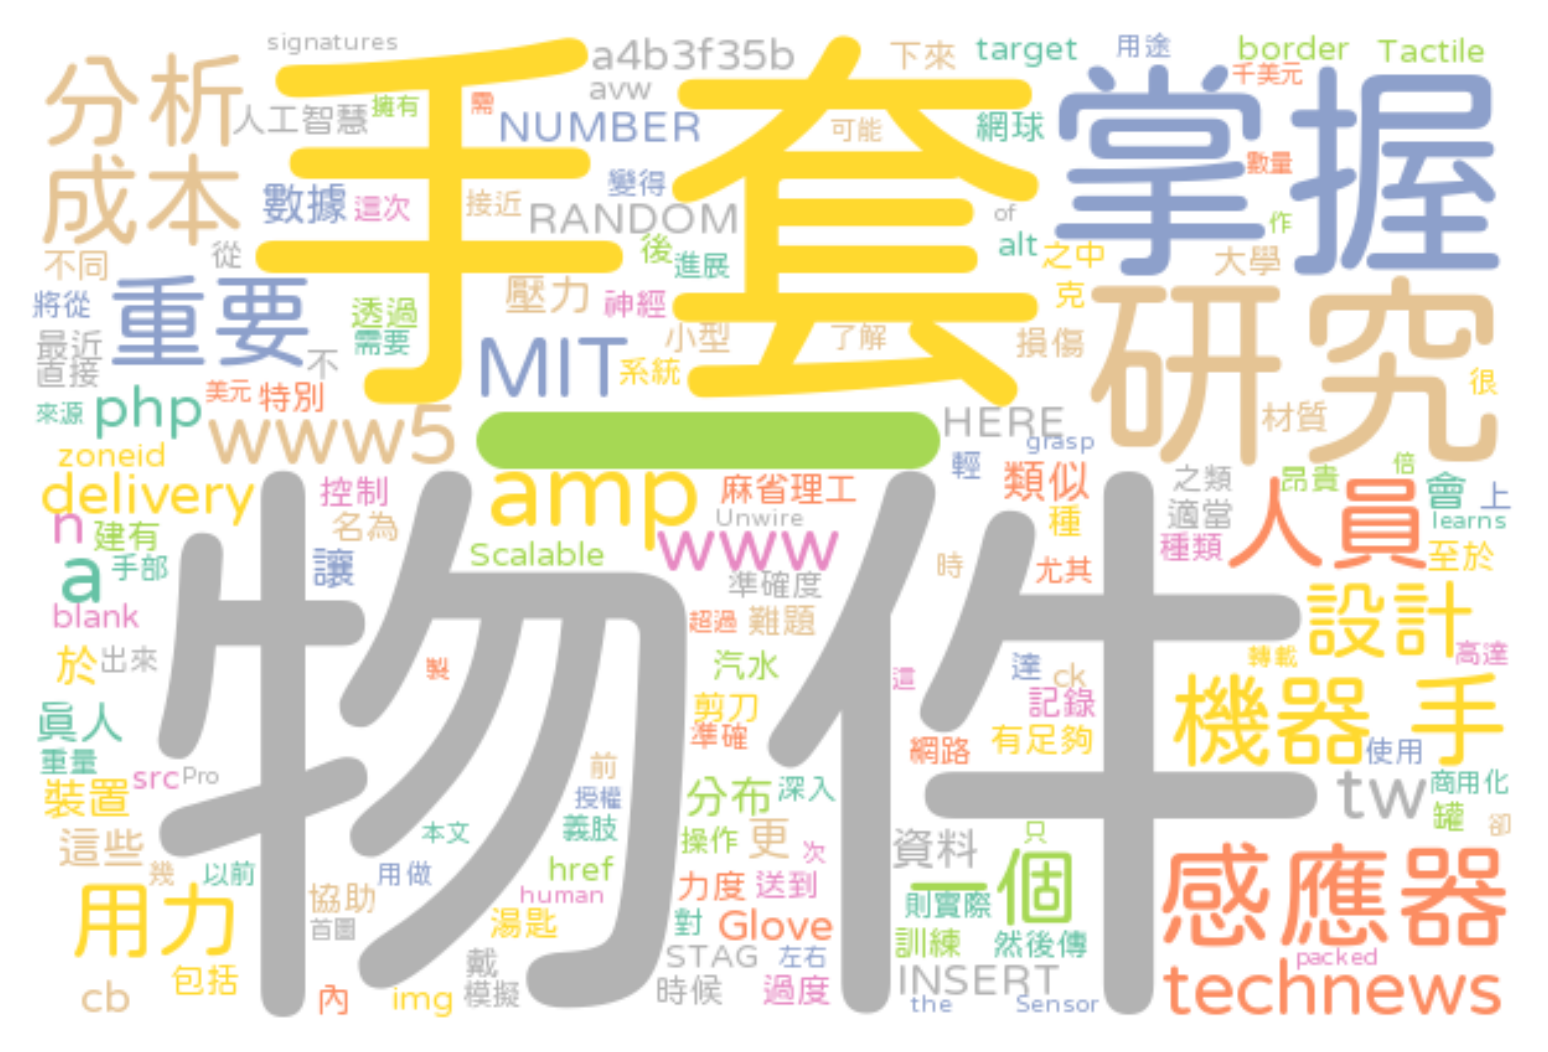 signatures
a4b3f35b
下來
target
用途
border
Tactile
分析
手套
掌握
千美元
人工智慧
擁有
需
avw
NUMBER
可能
網球
成本
數據
這次
接近
變得
RANDOM
of
數量
作
不同
從
後
進展
alt
之中
大學
將從
重要
透過
壓力
神經
克
研究
最近
直接
不
需要
MIT
系統
小型
了解
損傷
很
來源
php
美元
特別
www5
一
HERE
grasp
材質
zoneid
delivery
控制
amp
麻省理工
輕
類似
之類
昂貴
倍
會
上
n
建有
名為
Unwire
www
種
適當
人員
learns
a
手部
讓
Scalable
準確度
時
尤其
種類
至於
blank
物件
超過
難題
設計
於
出來
製
汽水
這
達
ck
轉載
高達
真人
剪刀
記錄
機器 手
重量
src
Pro
準確
網路
有足夠
使用
裝置
前
授權
分布
深入
tw
商用化
罐
卻
這些
本文
義肢
操作
更
次
資料
只
幾
以前
用做
href
力度
送到
一個
感應器
用力
協助
human
則實際
首圖
湯匙
對
Glove
訓練
然後傳
包括
戴
STAG
左右
packed
cb
內
img
模擬
時候
過度
INSERT
the
Sensor
technews